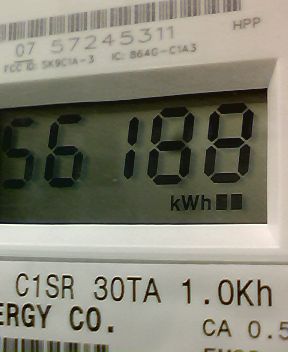 HPP
07 57245311
FCC ID: SK9C1A-3 IC: 864G-C1A3
56188
kWh
C1SR 30TA 1.0Kh
ERGY CO.
CA 0.5